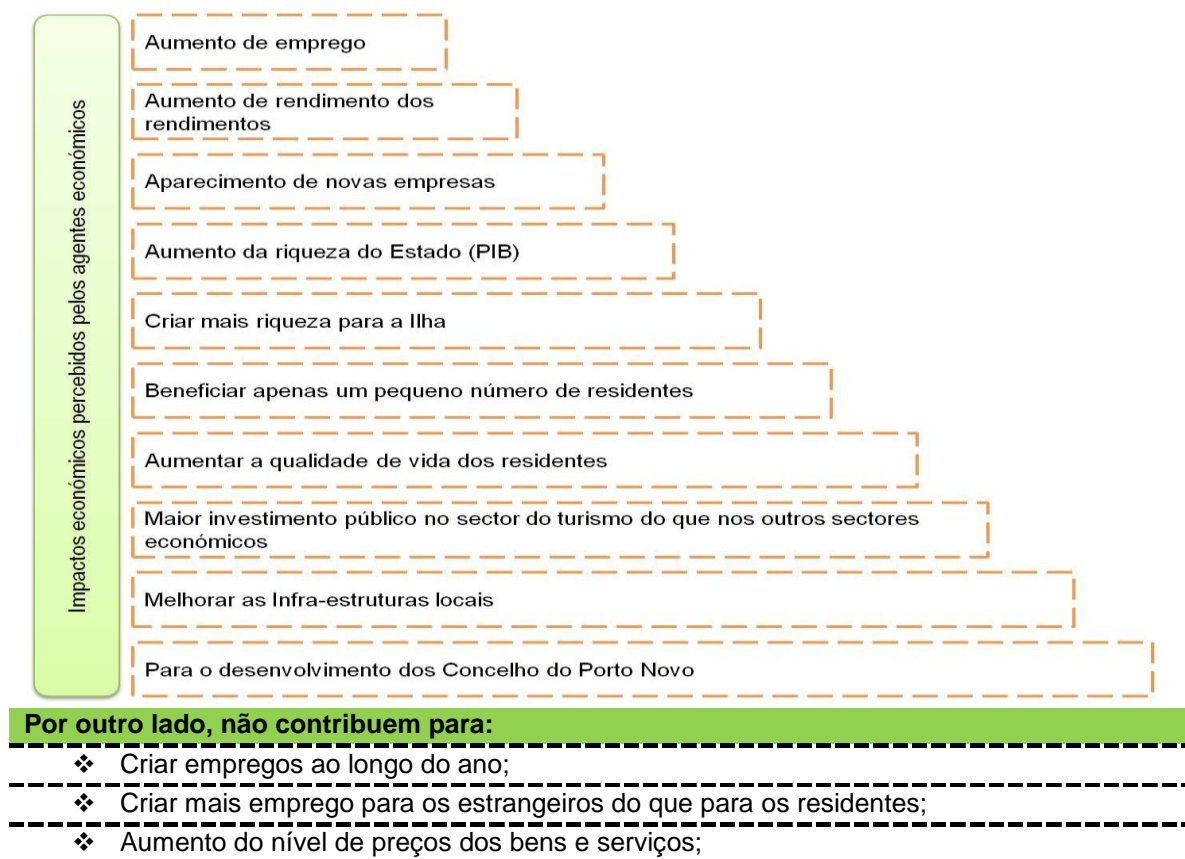 Impactos económicos percebidos pelos agentes económicos
Aumento de emprego
Aumento de rendimento dos
rendimentos
Aparecimento de novas empresas
Aumento da riqueza do Estado (PIB)
Criar mais riqueza para a Ilha
Beneficiar apenas um pequeno número de residentes
Aumentar a qualidade de vida dos residentes
Maior investimento público no sector do turismo do que nos outros sectores
económicos
Melhorar as Infra-estruturas locais
Para o desenvolvimento dos Concelho do Porto Novo
Por outro lado, não contribuem para:
❖ Criar empregos ao longo do ano;
❖ Criar mais emprego para os estrangeiros do que para os residentes;
❖ Aumento do nível de preços dos bens e serviços;